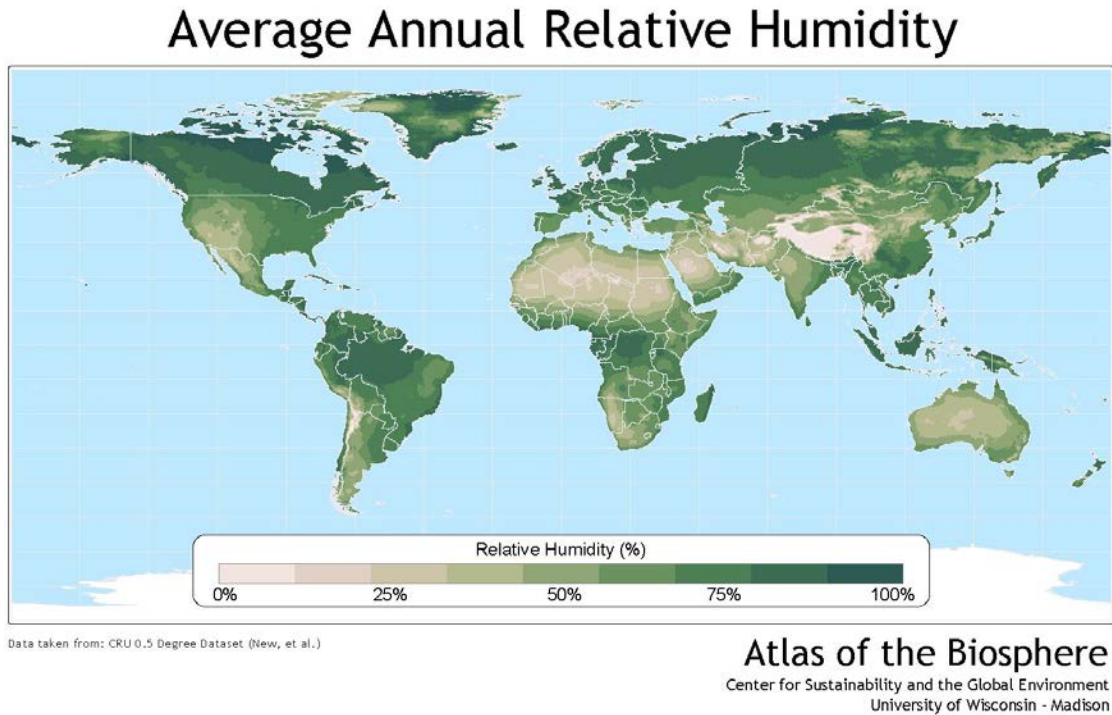 Average Annual Relative Humidity
Relative Humidity (%)
0% 25% 50% 75% 100%
Data taken from: CRU 0.5 Degree Dataset (New, et al.)
Atlas of the Biosphere
Center for Sustainability and the Global Environment
University of Wisconsin - Madison